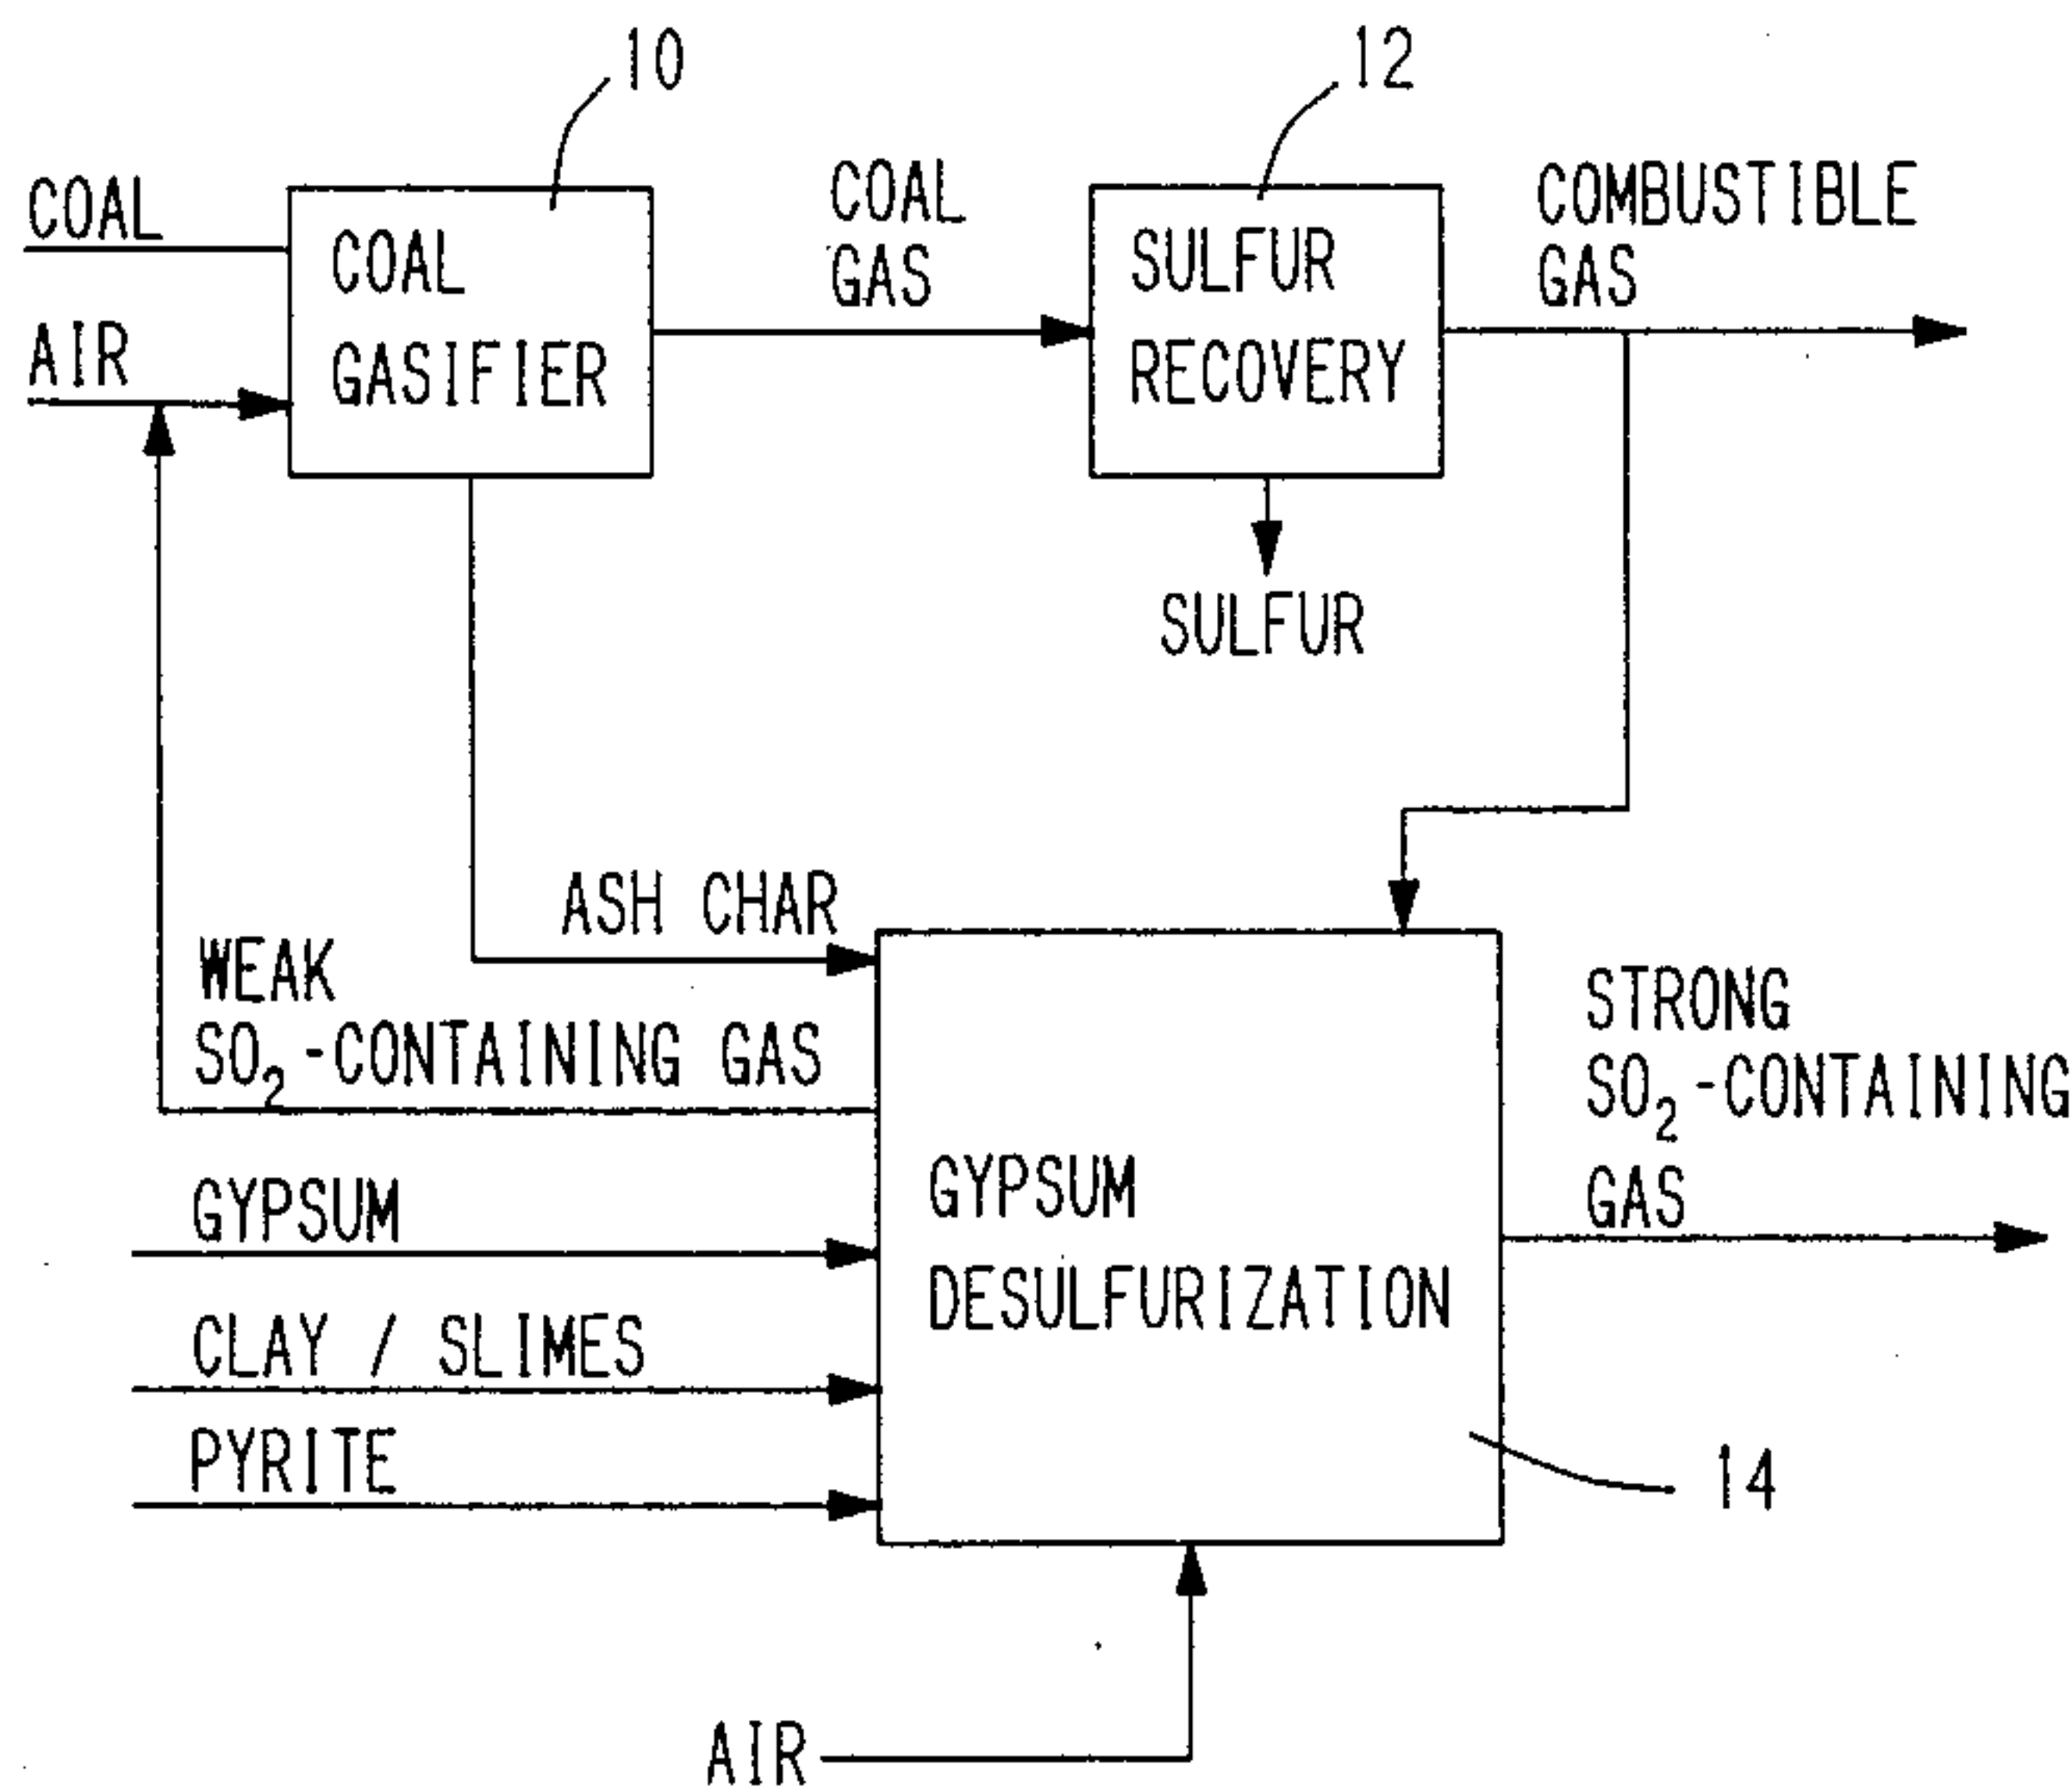 10
12
COAL
COAL
GAS
COMBUSTIBLE
GAS
COAL
GASIFIER
SULFUR
RECOVERY
AIR
SULFUR
ASH CHAR
WEAK
SO₂-CONTAINING GAS
STRONG
SO₂-CONTAINING
GAS
GYPSUM
GYPSUM
DESULFURIZATION
CLAY / SLIMES
PYRITE
14
AIR